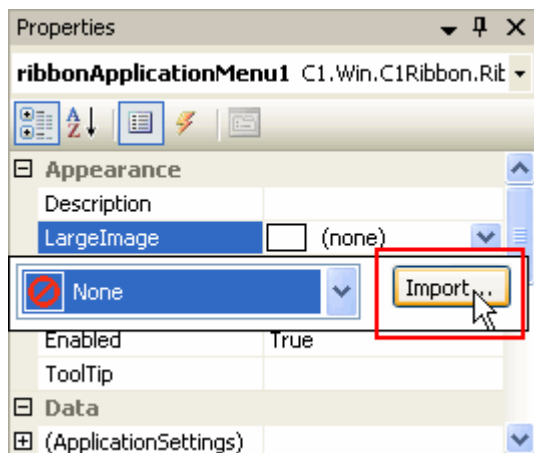 Properties
ribbonApplicationMenu1 C1.Win.C1Ribbon.Rib
Appearance
Description
LargeImage (none)
None Import...
Enabled True
ToolTip
Data
(ApplicationSettings)